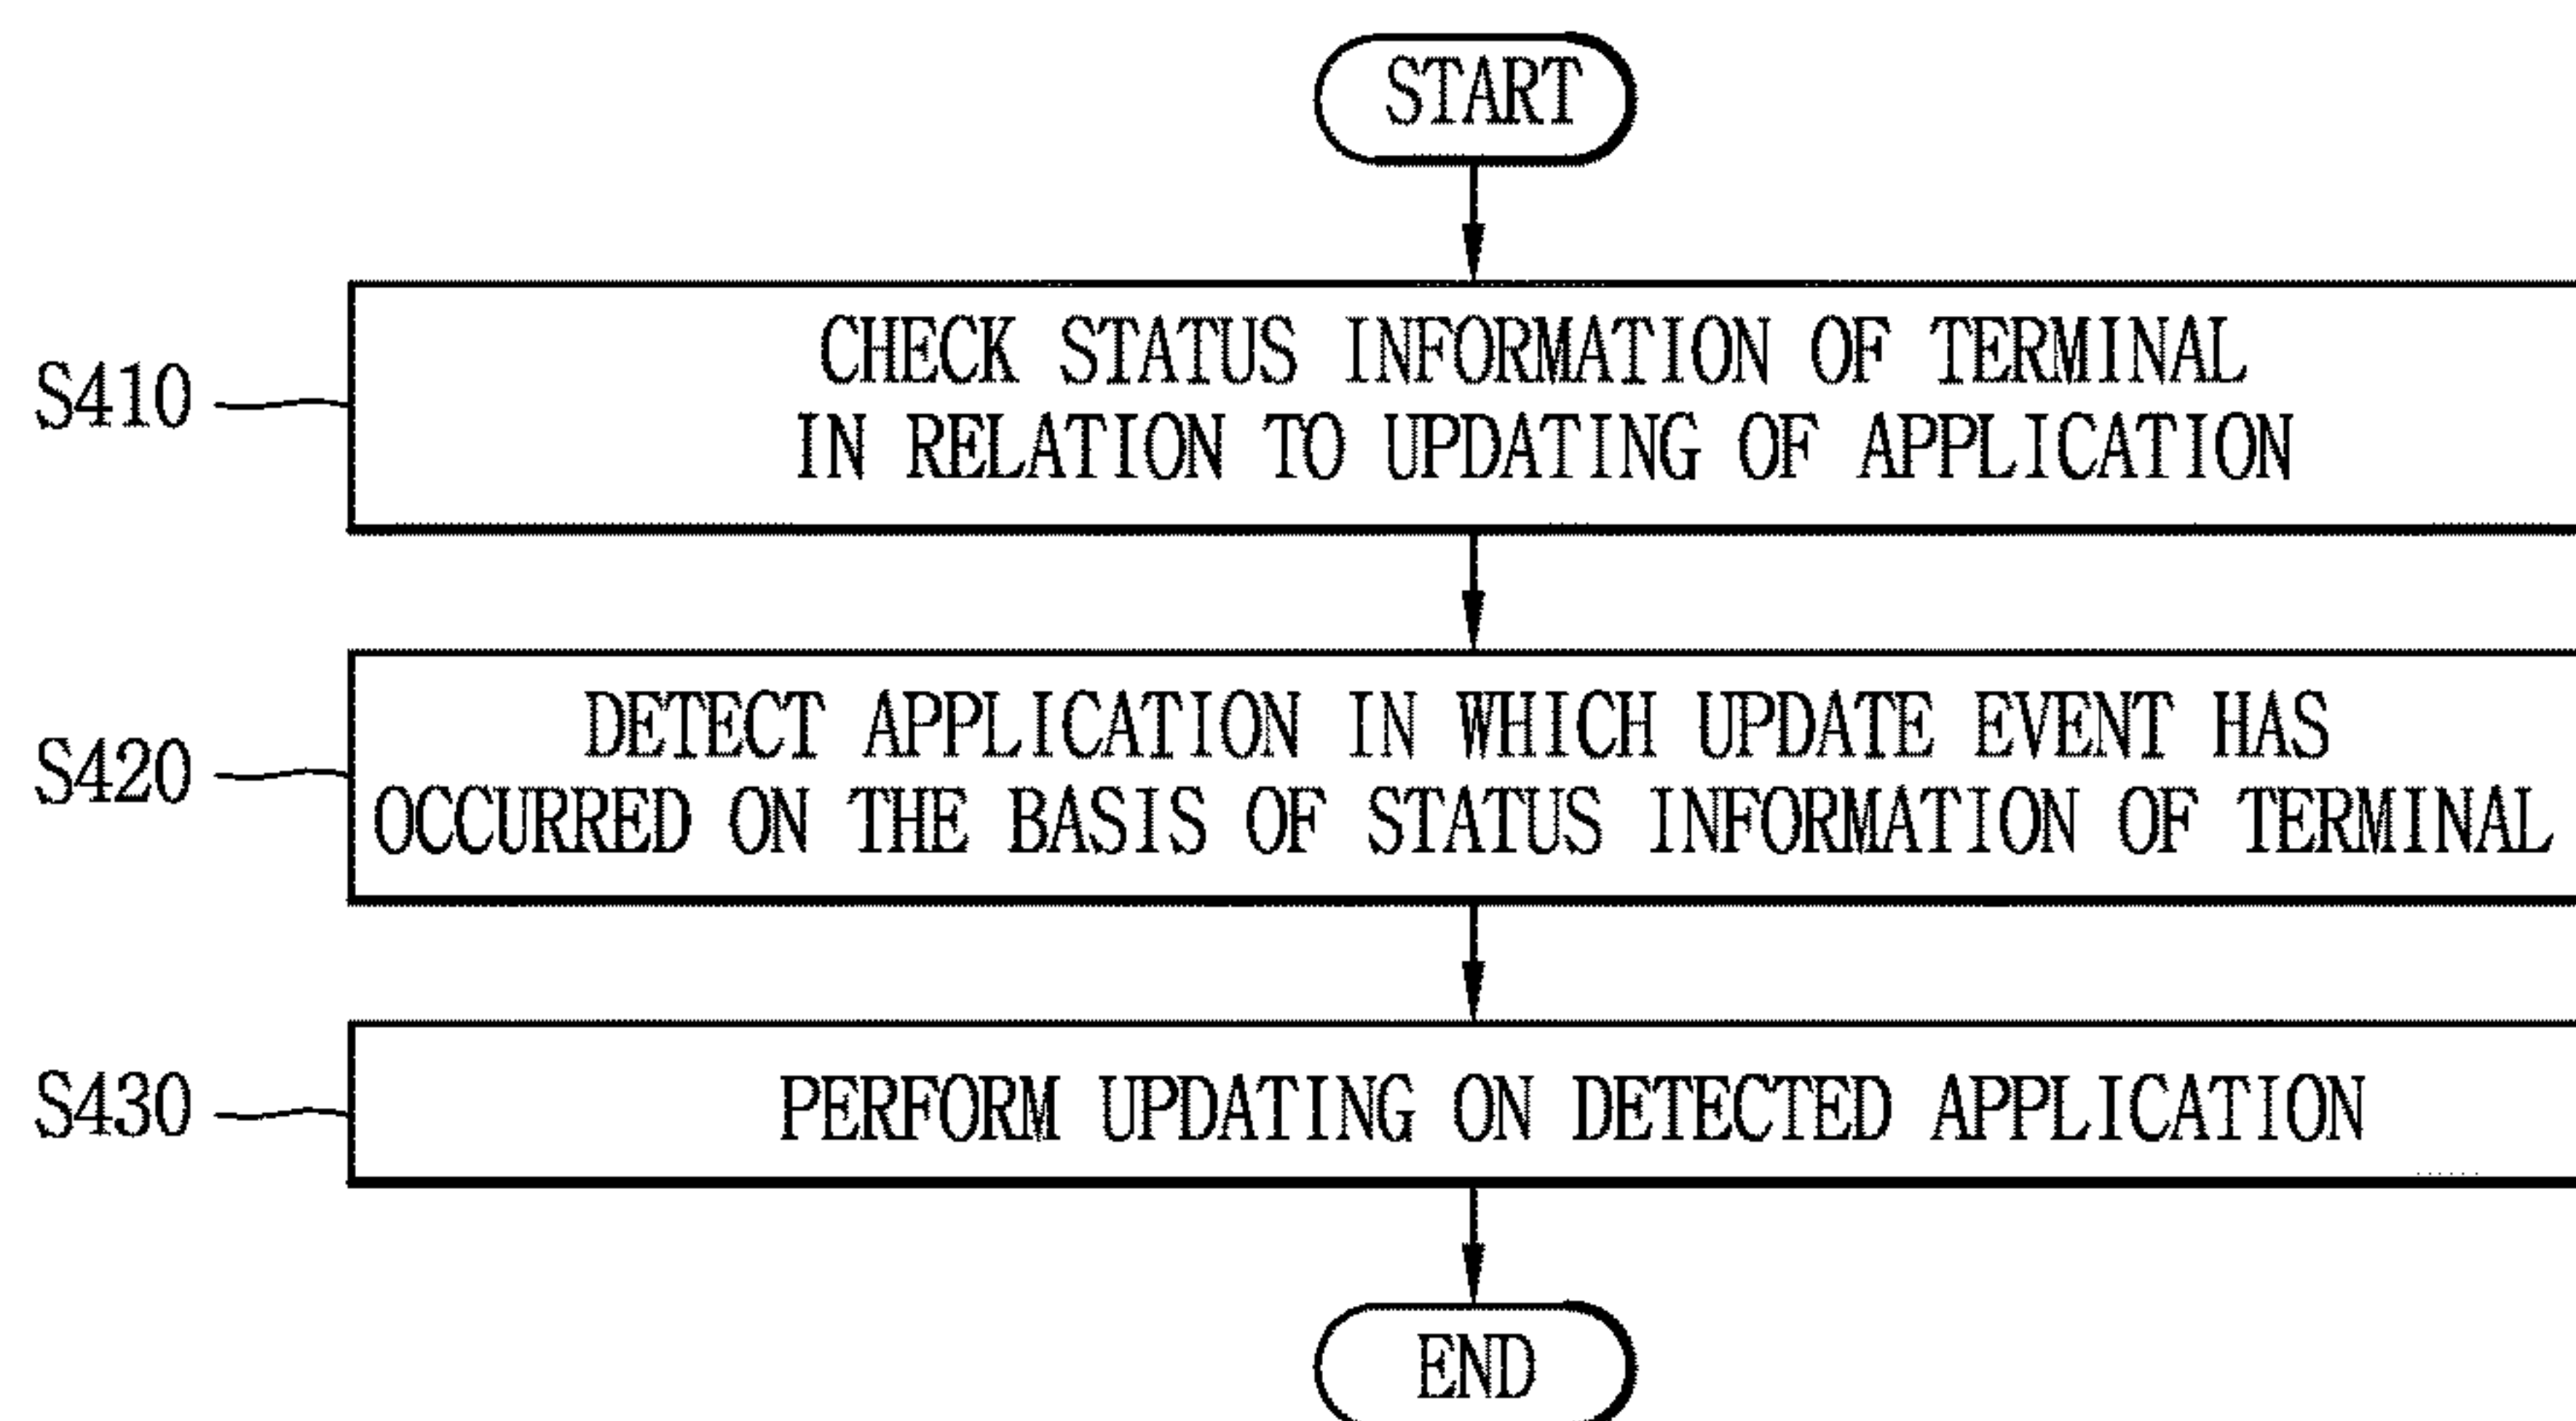 START
S410
CHECK STATUS INFORMATION OF TERMINAL
IN RELATION TO UPDATING OF APPLICATION
S420
DETECT APPLICATION IN WHICH UPDATE EVENT HAS
OCCURRED ON THE BASIS OF STATUS INFORMATION OF TERMINAL
S430
PERFORM UPDATING ON DETECTED APPLICATION
END